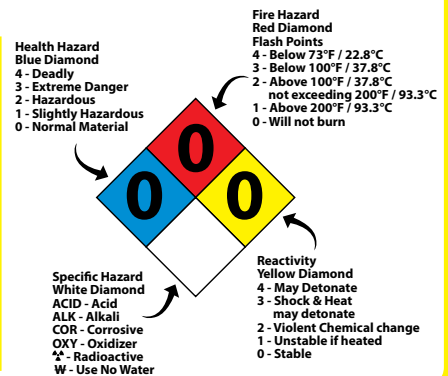 Health Hazard
Blue Diamond
4 - Deadly
3 - Extreme Danger
2 - Hazardous
1 - Slightly Hazardous
0 - Normal Material
Fire Hazard
Red Diamond
Flash Points
4 - Below 73°F / 22.8°C
3 - Below 100°F / 37.8°C
2 - Above 100°F / 37.8°C
not exceeding 200°F / 93.3°C
1 - Above 200°F / 93.3°C
0 - Will not burn
0
0
0
Specific Hazard
White Diamond
ACID - Acid
ALK - Alkali
COR - Corrosive
OXY - Oxidizer
☢ - Radioactive
W̶ - Use No Water
Reactivity
Yellow Diamond
4 - May Detonate
3 - Shock & Heat
may detonate
2 - Violent Chemical change
1 - Unstable if heated
0 - Stable